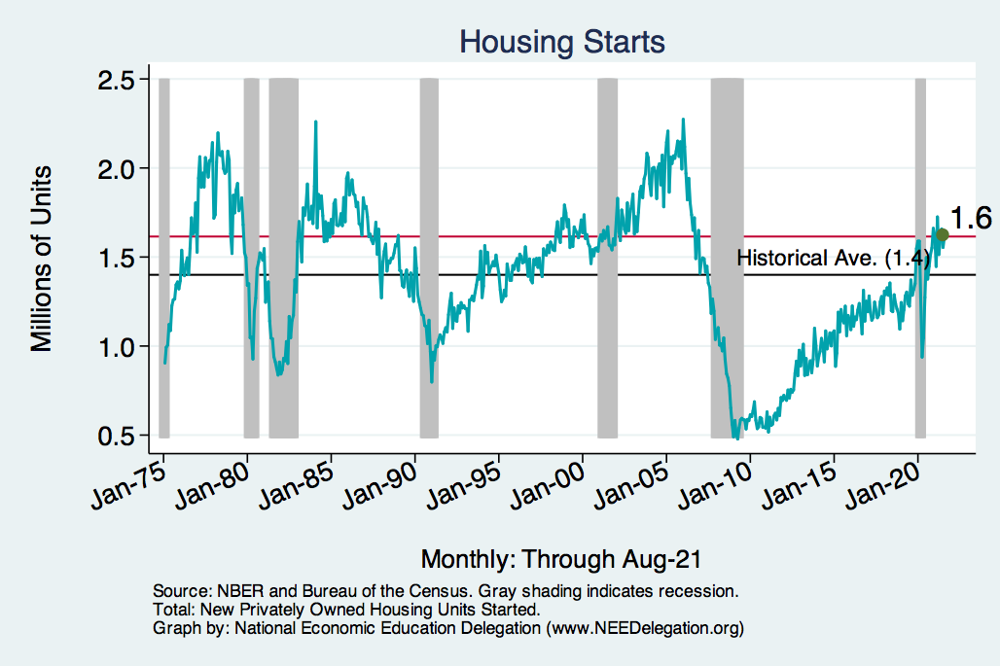 Housing Starts
Millions of Units
2.5
2.0
1.5
1.0
0.5
1.6
Historical Ave. (1.4)
Jan-75
Jan-80
Jan-85
Jan-90
Jan-95
Jan-00
Jan-05
Jan-10
Jan-15
Jan-20
Monthly: Through Aug-21
Source: NBER and Bureau of the Census. Gray shading indicates recession.
Total: New Privately Owned Housing Units Started.
Graph by: National Economic Education Delegation (www.NEEDelegation.org)